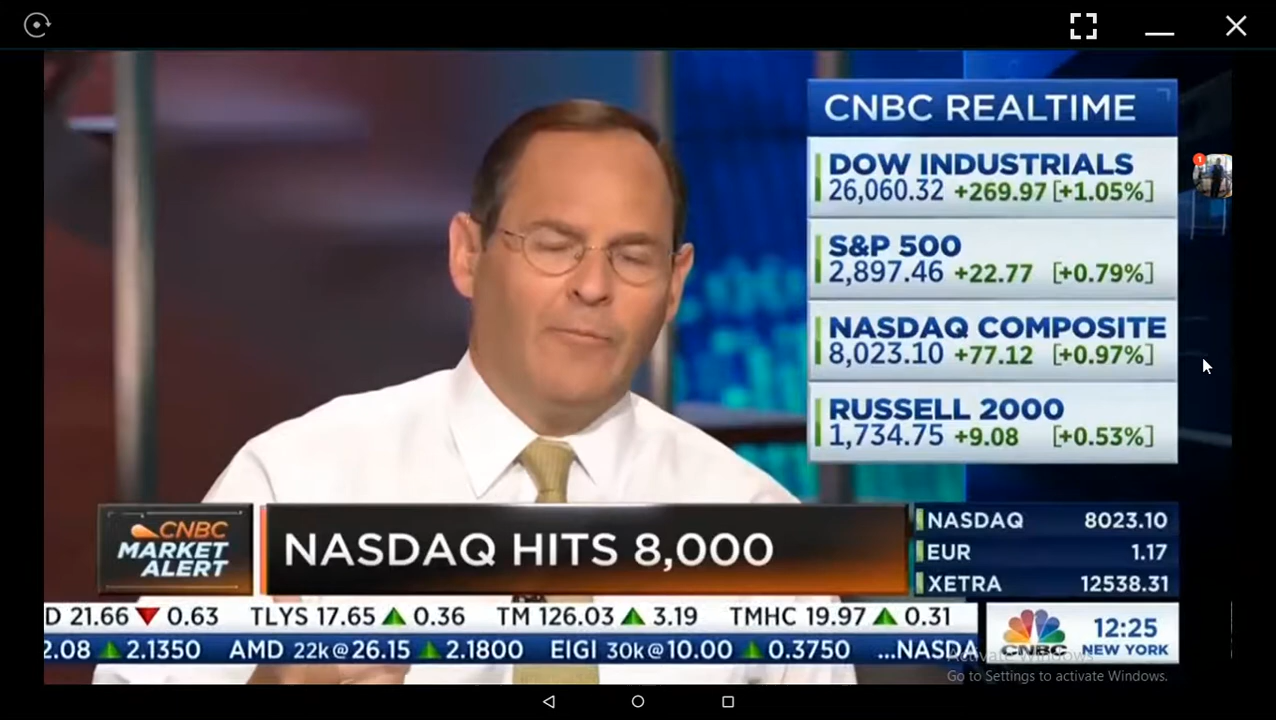 CNBC REALTIME
DOW INDUSTRIALS
26,060.32 +269.97 [+1.05%]
S&P 500
2,897.46 +22.77 [+0.79%]
NASDAQ COMPOSITE
8,023.10 +77.12 [+0.97%]
RUSSELL 2000
1,734.75 +9.08 [+0.53%]
1
CNBC
MARKET
ALERT
NASDAQ HITS 8,000
NASDAQ 8023.10
EUR 1.17
XETRA 12538.31
D 21.66 ▼ 0.63 TLYS 17.65 ▲ 0.36 TM 126.03 ▲ 3.19 TMHC 19.97 ▲ 0.31
2.08 ▲ 2.1350 AMD 22k@26.15 ▲ 2.1800 EIGI 30k@10.00 ▲ 0.3750 ...NASDA
CNBC
12:25
NEW YORK
Activate Windows
Go to Settings to activate Windows.